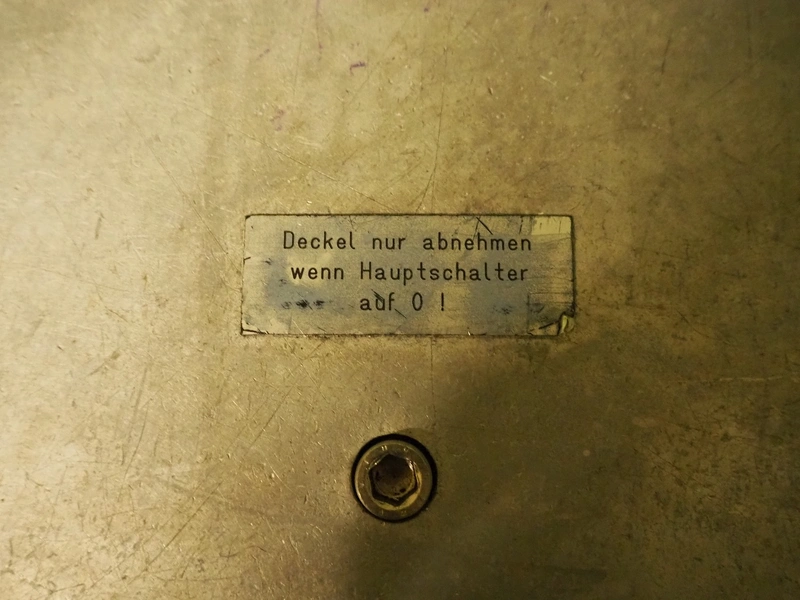 Deckel nur abnehmen
wenn Hauptschalter
auf 0 !